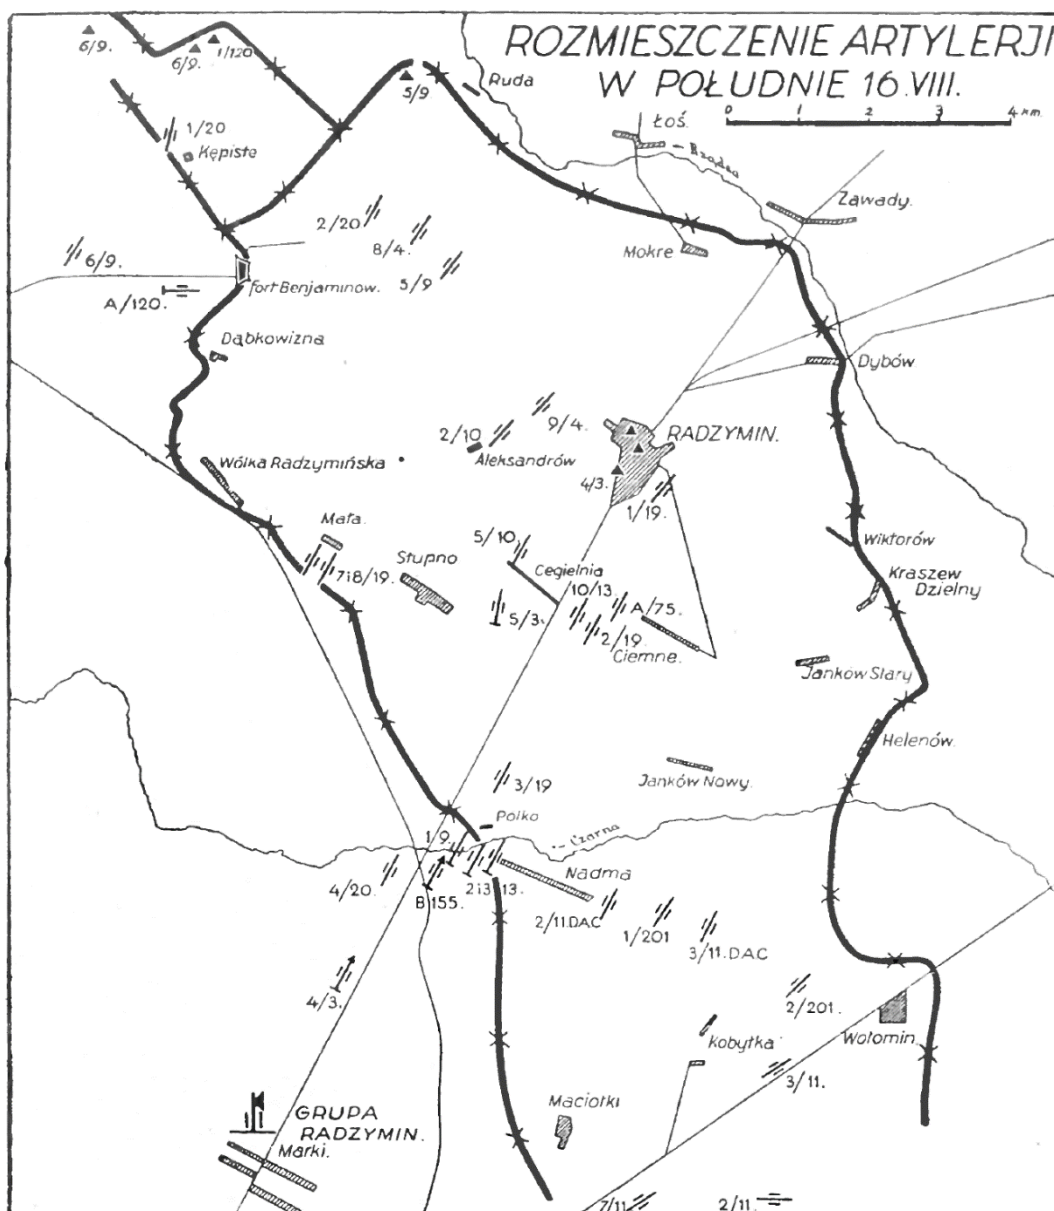 ROZMIESZCZENIE ARTYLERJI
W POŁUDNIE 16.VIII.
0 1 2 3 4 km.
6/9.
6/9.
1/120
5/9
Ruda
Łoś.
← Rządza
1/20
Kępiste
Zawady.
2/20
8/4.
Mokre
6/9.
5/9
A/120.
fort Benjaminow.
Dąbkowizna
Dybów
9/4.
2/10
RADZYMIN.
Aleksandrów
Wólka Radzymińska
4/3.
1/19.
Mała.
5/10
Wiktorów
Stupno
Cegielnia
7i8/19.
10/13.
Kraszew
Dzielny
A/75.
5/3.
2/19.
Ciemne.
Janków Stary
Helenów.
3/19
Janków Nowy.
Polko
1/9.
← Czarna
4/20.
B/155.
2i3/13.
Nadma
2/11.DAC
1/201
3/11.DAC
4/3.
2/201.
Kobyłka
Wołomin.
3/11.
Maciołki
GRUPA
RADZYMIN.
Marki.
7/11
2/11.